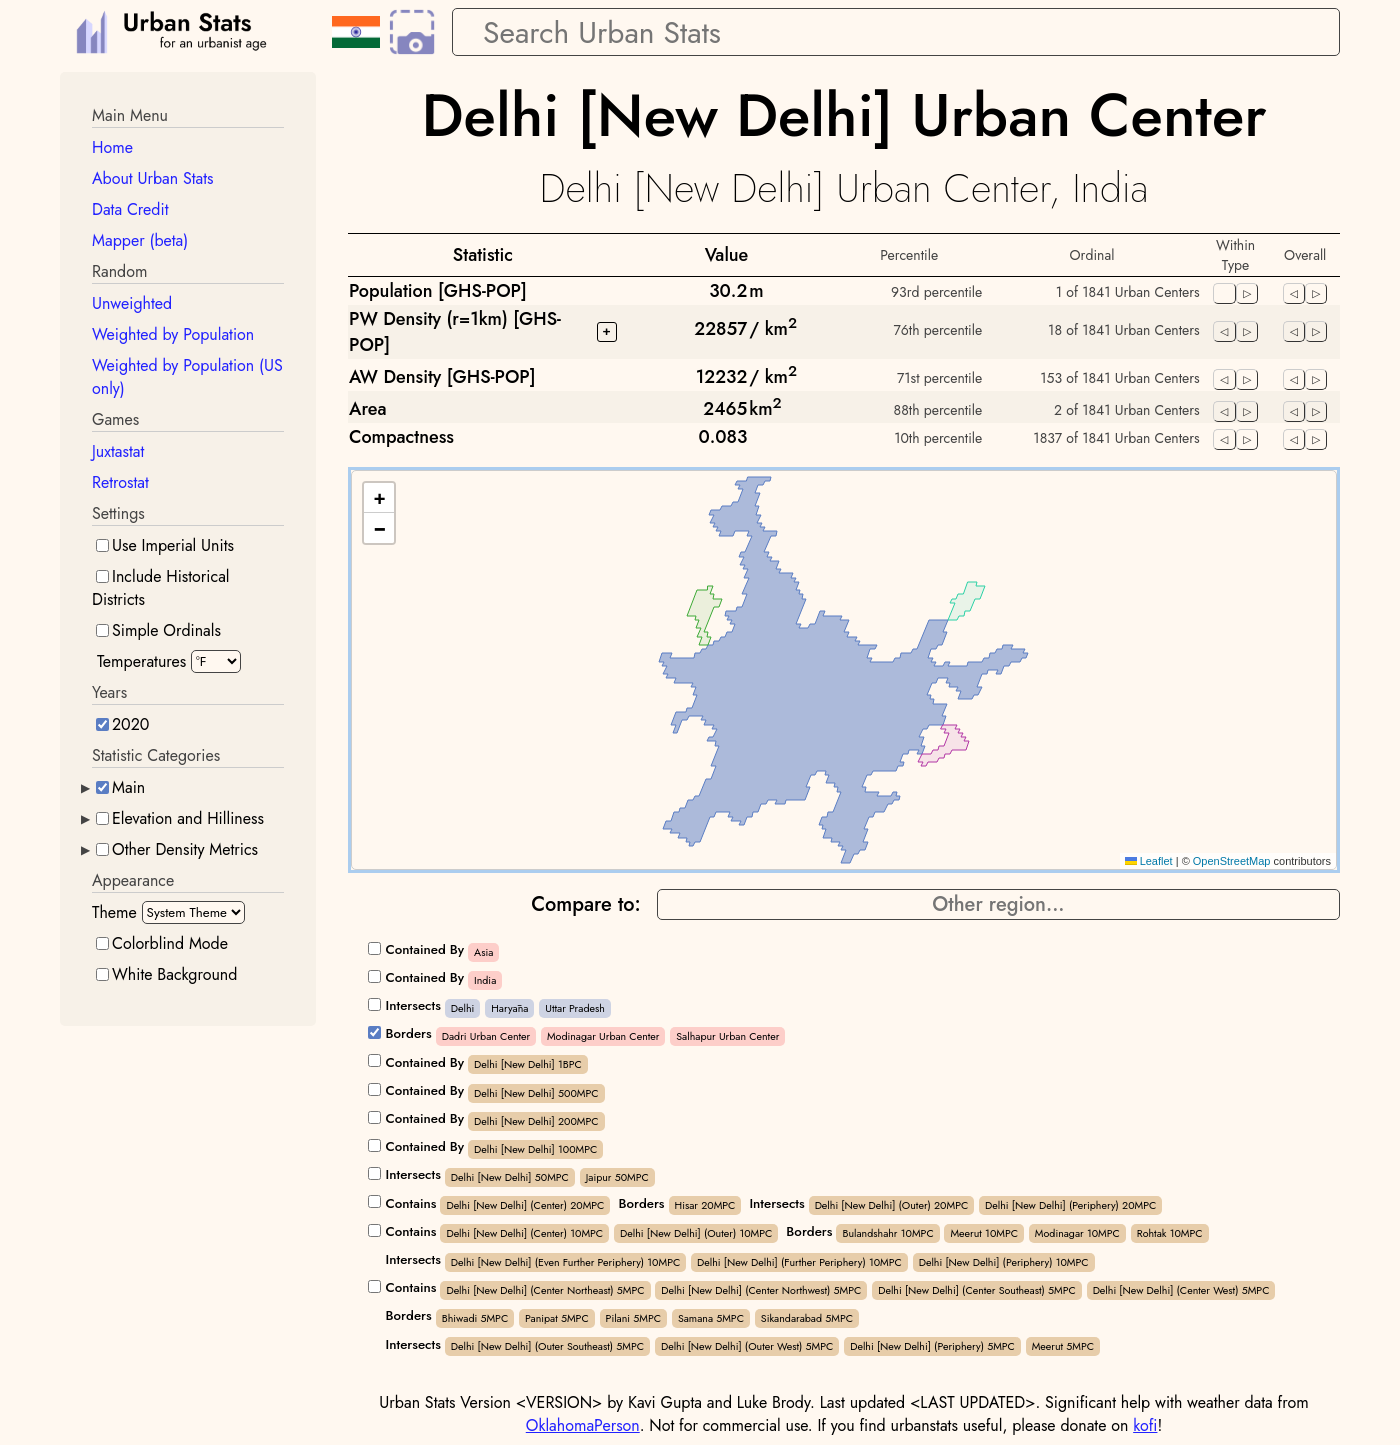 Urban Stats
for an urbanist age
Search Urban Stats
Main Menu
Home
About Urban Stats
Data Credit
Mapper (beta)
Random
Unweighted
Weighted by Population
Weighted by Population (US
only)
Games
Juxtastat
Retrostat
Settings
Use Imperial Units
Include Historical
Districts
Simple Ordinals
Temperatures °F
Years
2020
Statistic Categories
Main
Elevation and Hilliness
Other Density Metrics
Appearance
Theme System Theme
Colorblind Mode
White Background
Delhi [New Delhi] Urban Center
Delhi [New Delhi] Urban Center, India
Statistic Value Percentile Ordinal Within Type Overall
Population [GHS-POP] 30.2 m 93rd percentile 1 of 1841 Urban Centers
PW Density (r=1km) [GHS-
POP] + 22857 / km² 76th percentile 18 of 1841 Urban Centers
AW Density [GHS-POP] 12232 / km² 71st percentile 153 of 1841 Urban Centers
Area 2465 km² 88th percentile 2 of 1841 Urban Centers
Compactness 0.083 10th percentile 1837 of 1841 Urban Centers
+
−
Leaflet | © OpenStreetMap contributors
Compare to: Other region...
Contained By Asia
Contained By India
Intersects Delhi Haryāna Uttar Pradesh
Borders Dadri Urban Center Modinagar Urban Center Salhapur Urban Center
Contained By Delhi [New Delhi] 1BPC
Contained By Delhi [New Delhi] 500MPC
Contained By Delhi [New Delhi] 200MPC
Contained By Delhi [New Delhi] 100MPC
Intersects Delhi [New Delhi] 50MPC Jaipur 50MPC
Contains Delhi [New Delhi] (Center) 20MPC Borders Hisar 20MPC Intersects Delhi [New Delhi] (Outer) 20MPC Delhi [New Delhi] (Periphery) 20MPC
Contains Delhi [New Delhi] (Center) 10MPC Delhi [New Delhi] (Outer) 10MPC Borders Bulandshahr 10MPC Meerut 10MPC Modinagar 10MPC Rohtak 10MPC
Intersects Delhi [New Delhi] (Even Further Periphery) 10MPC Delhi [New Delhi] (Further Periphery) 10MPC Delhi [New Delhi] (Periphery) 10MPC
Contains Delhi [New Delhi] (Center Northeast) 5MPC Delhi [New Delhi] (Center Northwest) 5MPC Delhi [New Delhi] (Center Southeast) 5MPC Delhi [New Delhi] (Center West) 5MPC
Borders Bhiwadi 5MPC Panipat 5MPC Pilani 5MPC Samana 5MPC Sikandarabad 5MPC
Intersects Delhi [New Delhi] (Outer Southeast) 5MPC Delhi [New Delhi] (Outer West) 5MPC Delhi [New Delhi] (Periphery) 5MPC Meerut 5MPC
Urban Stats Version <VERSION> by Kavi Gupta and Luke Brody. Last updated <LAST UPDATED>. Significant help with weather data from
OklahomaPerson. Not for commercial use. If you find urbanstats useful, please donate on kofi!